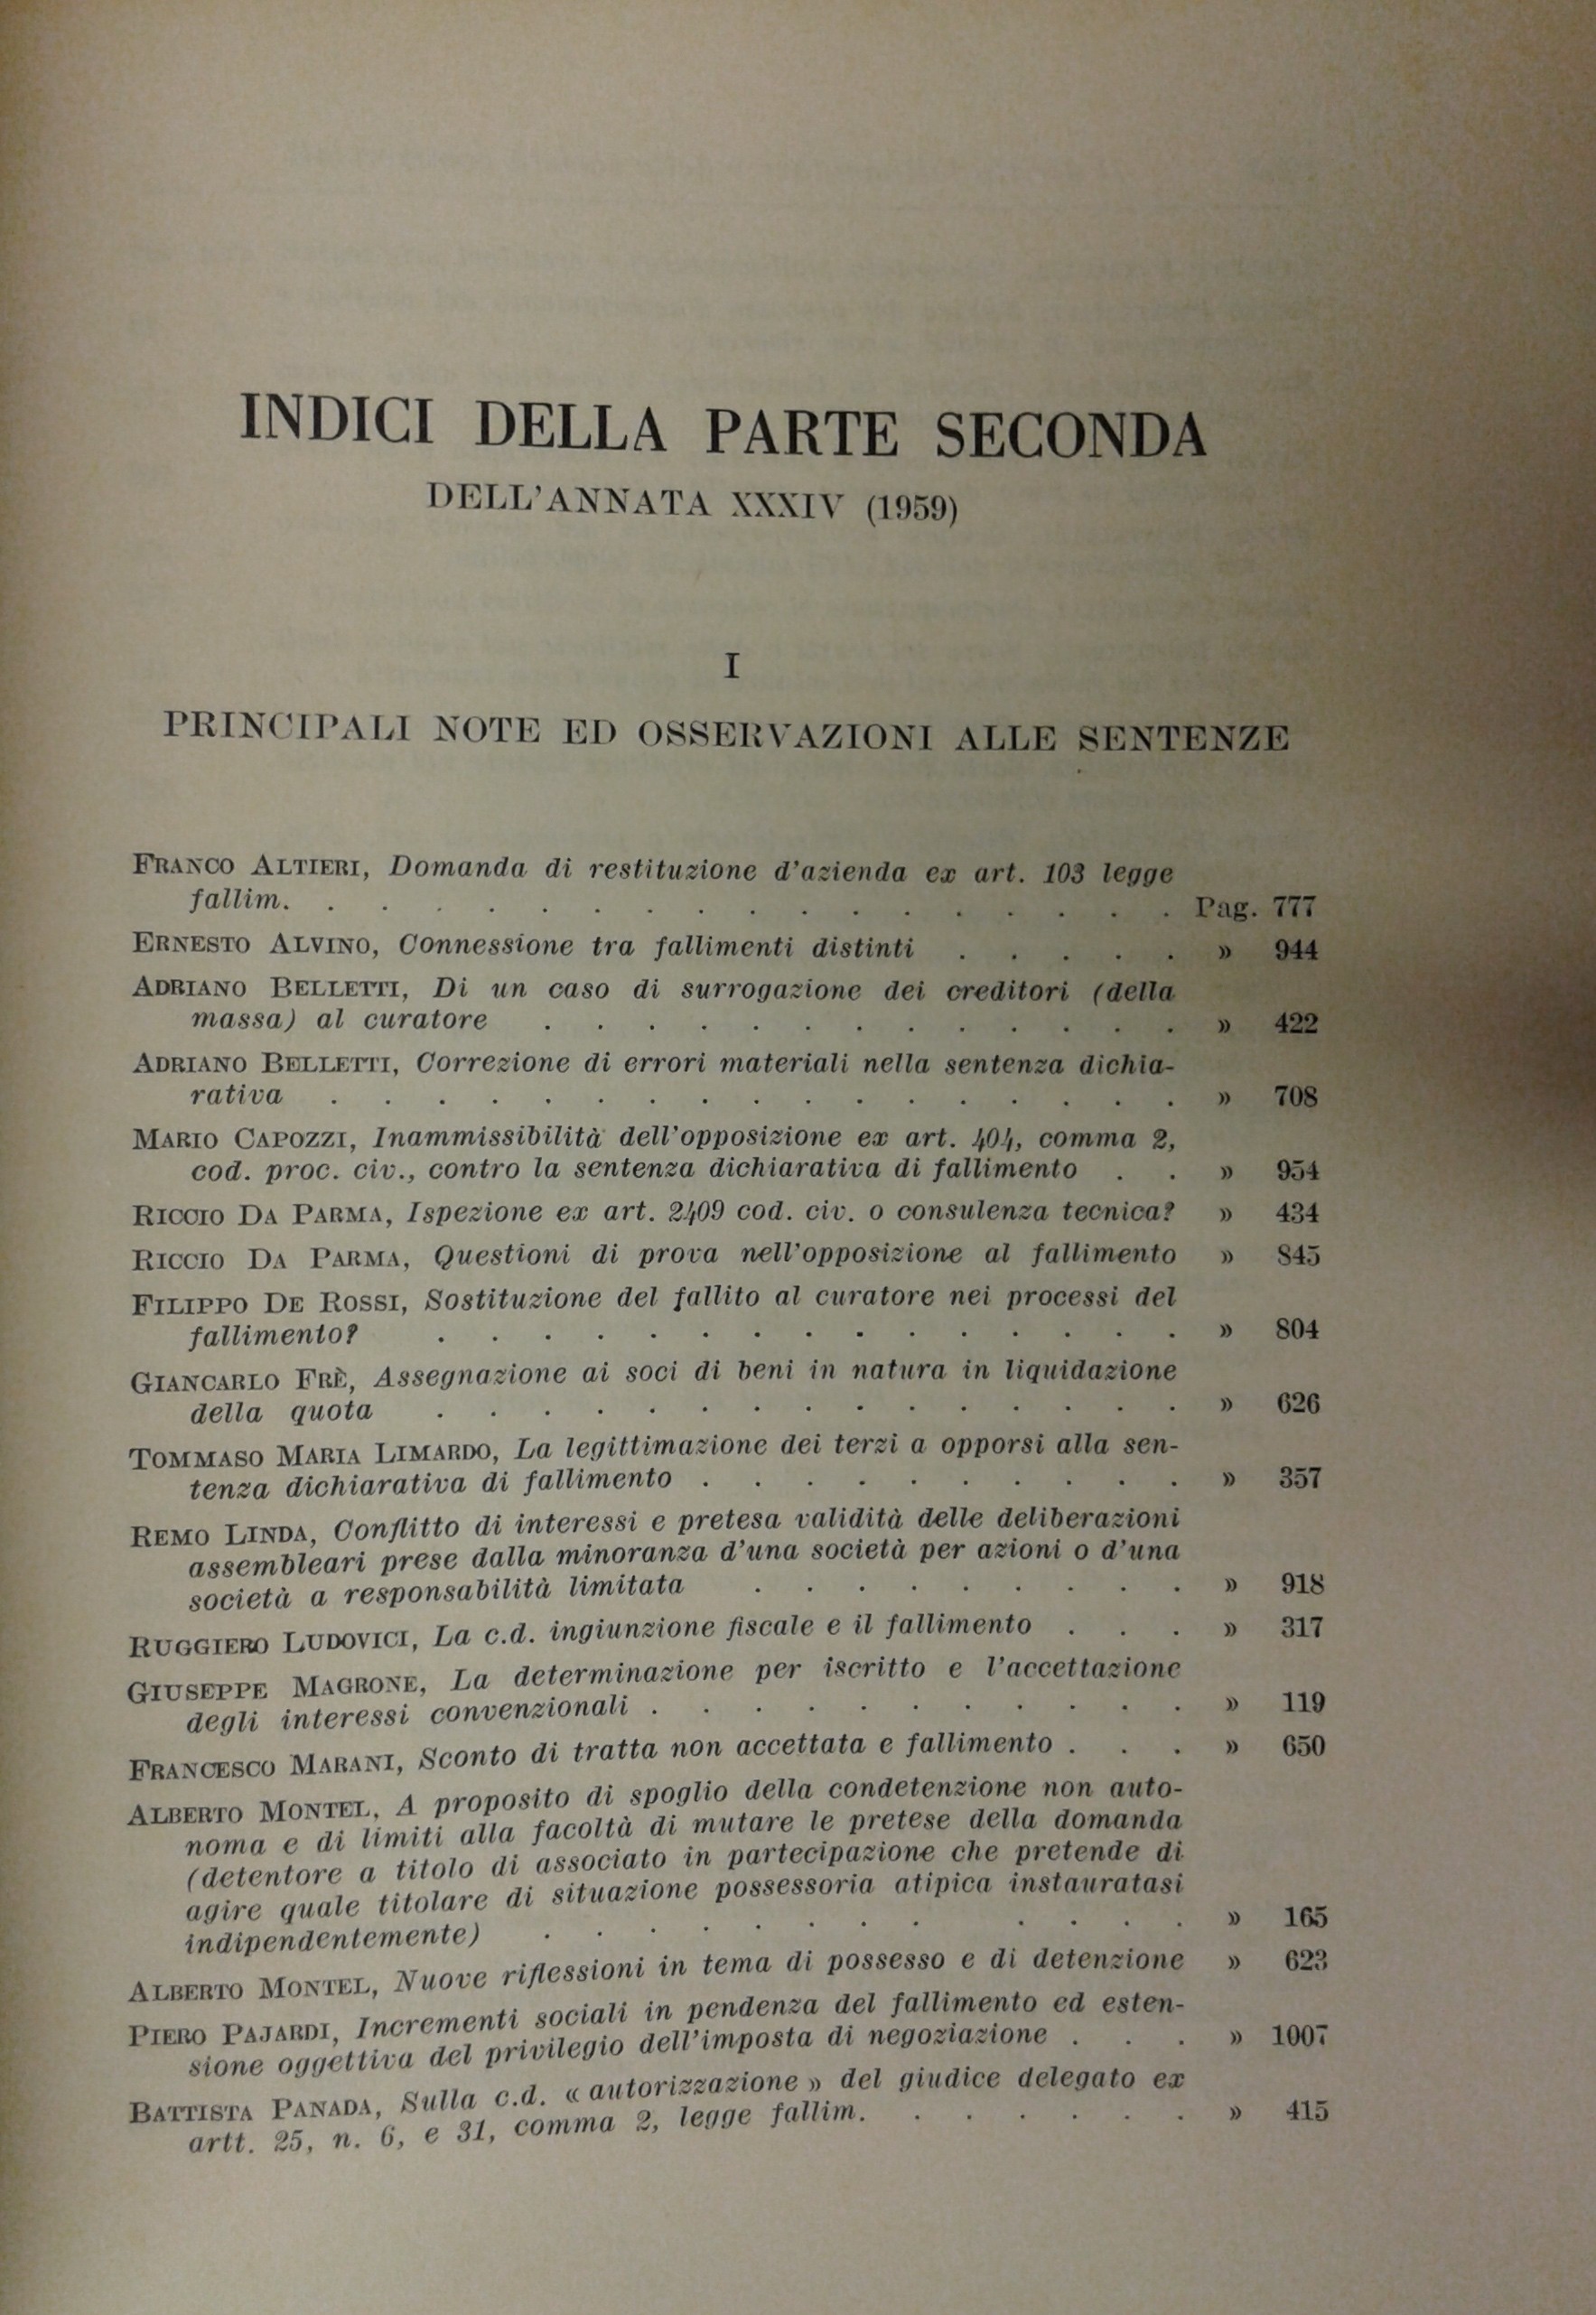 INDICI DELLA PARTE SECONDA
DELL'ANNATA XXXIV (1959)
I
PRINCIPALI NOTE ED OSSERVAZIONI ALLE SENTENZE
FRANCO ALTIERI, Domanda di restituzione d'azienda ex art. 103 legge
fallim. . . . . . . . . . . . . . . . . . Pag. 777
ERNESTO ALVINO, Connessione tra fallimenti distinti . . . . . » 944
ADRIANO BELLETTI, Di un caso di surrogazione dei creditori (della
massa) al curatore . . . . . . . . . . . . . » 422
ADRIANO BELLETTI, Correzione di errori materiali nella sentenza dichia-
rativa . . . . . . . . . . . . . . . . . » 708
MARIO CAPOZZI, Inammissibilità dell'opposizione ex art. 404, comma 2,
cod. proc. civ., contro la sentenza dichiarativa di fallimento . . » 954
RICCIO DA PARMA, Ispezione ex art. 2409 cod. civ. o consulenza tecnica? » 434
RICCIO DA PARMA, Questioni di prova nell'opposizione al fallimento » 845
FILIPPO DE ROSSI, Sostituzione del fallito al curatore nei processi del
fallimento? . . . . . . . . . . . . . . . » 804
GIANCARLO FRÈ, Assegnazione ai soci di beni in natura in liquidazione
della quota . . . . . . . . . . . . . . . » 626
TOMMASO MARIA LIMARDO, La legittimazione dei terzi a opporsi alla sen-
tenza dichiarativa di fallimento . . . . . . . . . . » 357
REMO LINDA, Conflitto di interessi e pretesa validità delle deliberazioni
assembleari prese dalla minoranza d'una società per azioni o d'una
società a responsabilità limitata . . . . . . . . . » 918
RUGGIERO LUDOVICI, La c.d. ingiunzione fiscale e il fallimento . . . » 317
GIUSEPPE MAGRONE, La determinazione per iscritto e l'accettazione
degli interessi convenzionali . . . . . . . . . . . » 119
FRANCESCO MARANI, Sconto di tratta non accettata e fallimento . . . » 650
ALBERTO MONTEL, A proposito di spoglio della condetenzione non auto-
noma e di limiti alla facoltà di mutare le pretese della domanda
(detentore a titolo di associato in partecipazione che pretende di
agire quale titolare di situazione possessoria atipica instauratasi
indipendentemente) . . . . . . . . . . . . » 165
ALBERTO MONTEL, Nuove riflessioni in tema di possesso e di detenzione » 623
PIERO PAJARDI, Incrementi sociali in pendenza del fallimento ed esten-
sione oggettiva del privilegio dell'imposta di negoziazione . . . » 1007
BATTISTA PANADA, Sulla c.d. « autorizzazione » del giudice delegato ex
artt. 25, n. 6, e 31, comma 2, legge fallim. . . . . . . » 415